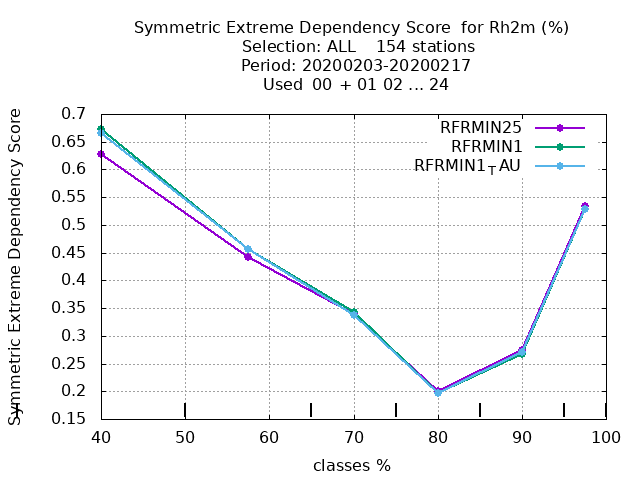 Symmetric Extreme Dependency Score for Rh2m (%)
Selection: ALL 154 stations
Period: 20200203-20200217
Used 00 + 01 02 ... 24
Symmetric Extreme Dependency Score
0.7
0.65
0.6
0.55
0.5
0.45
0.4
0.35
0.3
0.25
0.2
0.15
RFRMIN25
RFRMIN1
RFRMIN1TAU
40 50 60 70 80 90 100
classes %